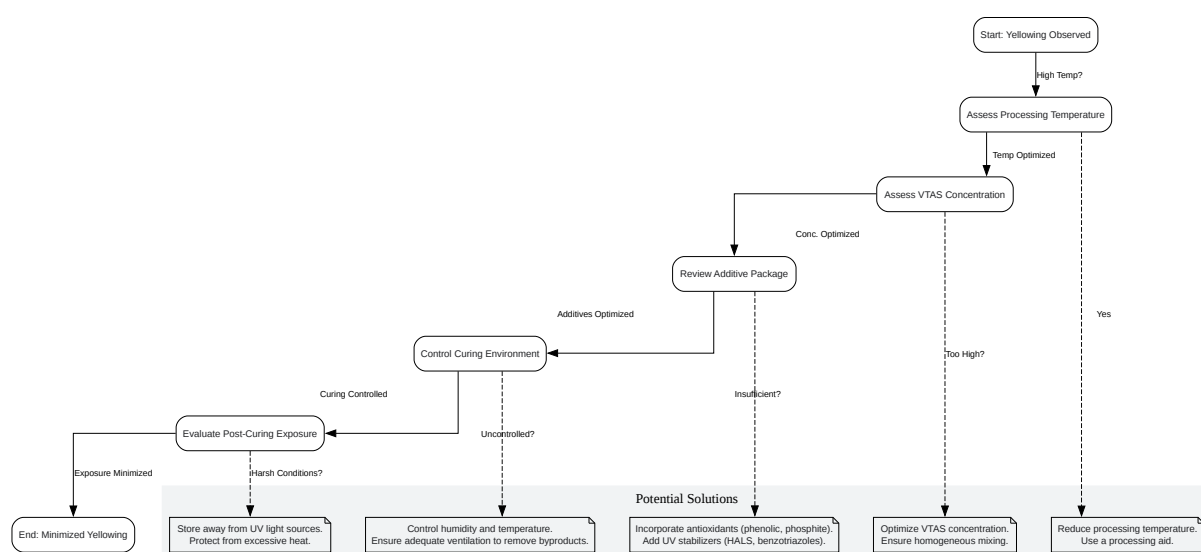 Start: Yellowing Observed
High Temp?
Assess Processing Temperature
Temp Optimized
Assess VTAS Concentration
Conc. Optimized
Review Additive Package
Additives Optimized
Yes
Control Curing Environment
Too High?
Curing Controlled
Insufficient?
Evaluate Post-Curing Exposure
Uncontrolled?
Exposure Minimized
Harsh Conditions?
Potential Solutions
End: Minimized Yellowing
Store away from UV light sources.
Protect from excessive heat.
Control humidity and temperature.
Ensure adequate ventilation to remove byproducts.
Incorporate antioxidants (phenolic, phosphite).
Add UV stabilizers (HALS, benzotriazoles).
Optimize VTAS concentration.
Ensure homogeneous mixing.
Reduce processing temperature.
Use a processing aid.